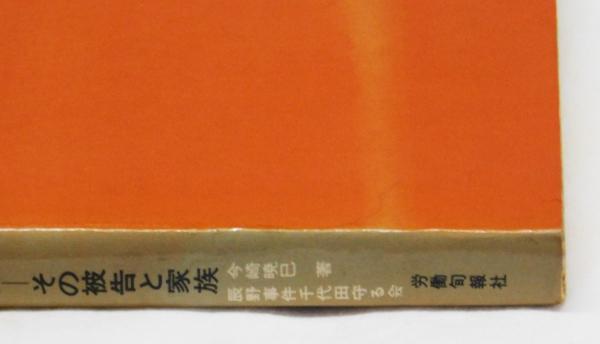 ―その被告と家族
今崎暁巳 著
辰野事件千代田守る会
労働旬報社